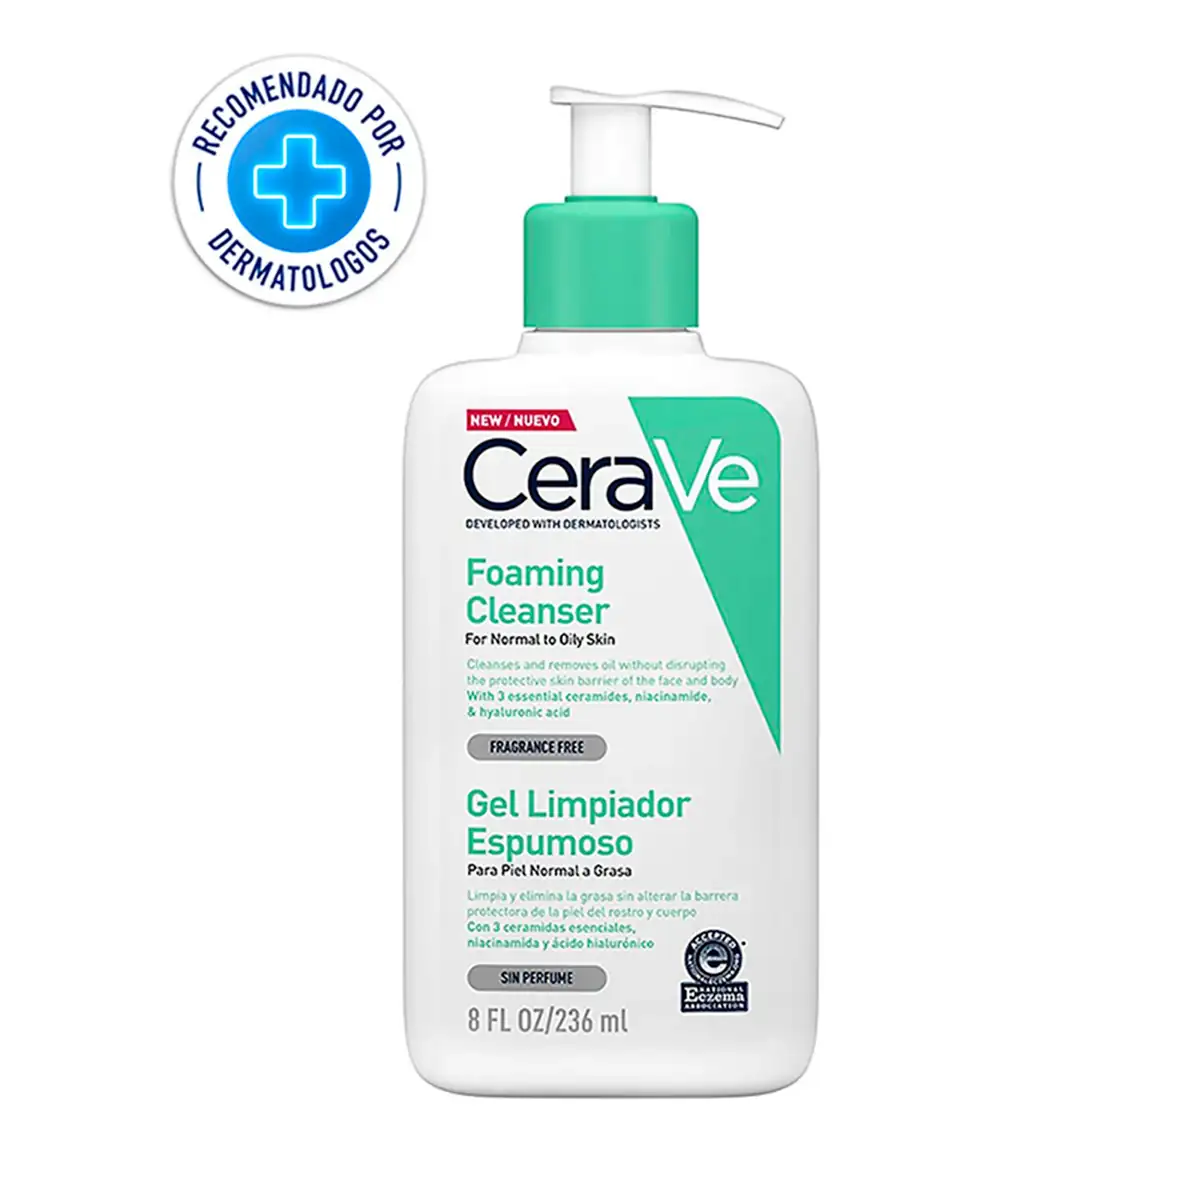 RECOMENDADO POR
DERMATOLOGOS
NEW / NUEVO
CeraVe
DEVELOPED WITH DERMATOLOGISTS
Foaming
Cleanser
For Normal to Oily Skin
Cleanses and removes oil without disrupting
the protective skin barrier of the face and body
With 3 essential ceramides, niacinamide,
& hyaluronic acid
FRAGRANCE FREE
Gel Limpiador
Espumoso
Para Piel Normal a Grasa
Limpia y elimina la grasa sin alterar la barrera
protectora de la piel del rostro y cuerpo
Con 3 ceramidas esenciales,
niacinamida y ácido hialurónico
SIN PERFUME
8 FL OZ/236 ml
ACCEPTED
e
NATIONAL
Eczema
ASSOCIATION